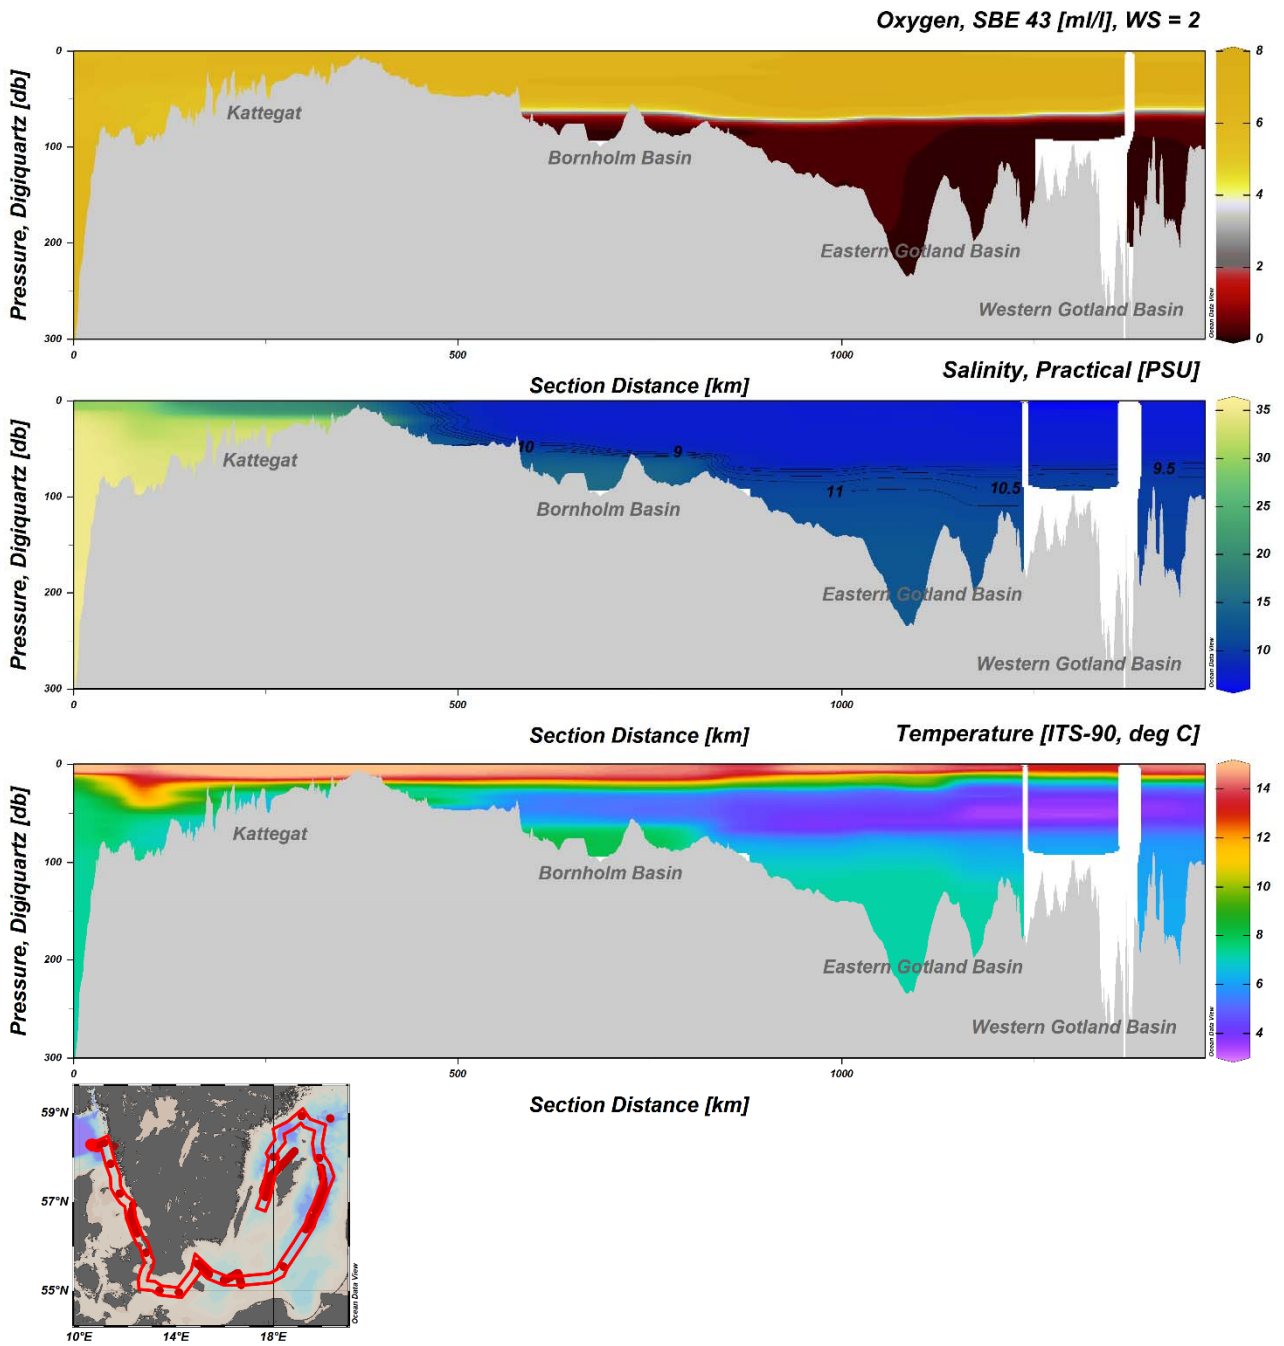 Oxygen, SBE 43 [ml/l], WS = 2
Pressure, Digiquartz [db]
0
100
200
300
Kattegat
Bornholm Basin
Eastern Gotland Basin
Western Gotland Basin
Ocean Data View
8
6
4
2
0
0
500
1000
Section Distance [km]
Salinity, Practical [PSU]
Pressure, Digiquartz [db]
0
100
200
300
Kattegat
10
9
9.5
11
10.5
Bornholm Basin
Eastern Gotland Basin
Western Gotland Basin
Ocean Data View
35
30
25
20
15
10
0
500
1000
Section Distance [km]
Temperature [ITS-90, deg C]
Pressure, Digiquartz [db]
0
100
200
300
Kattegat
Bornholm Basin
Eastern Gotland Basin
Western Gotland Basin
Ocean Data View
14
12
10
8
6
4
0
500
1000
Section Distance [km]
59°N
57°N
55°N
10°E
14°E
18°E
Ocean Data View